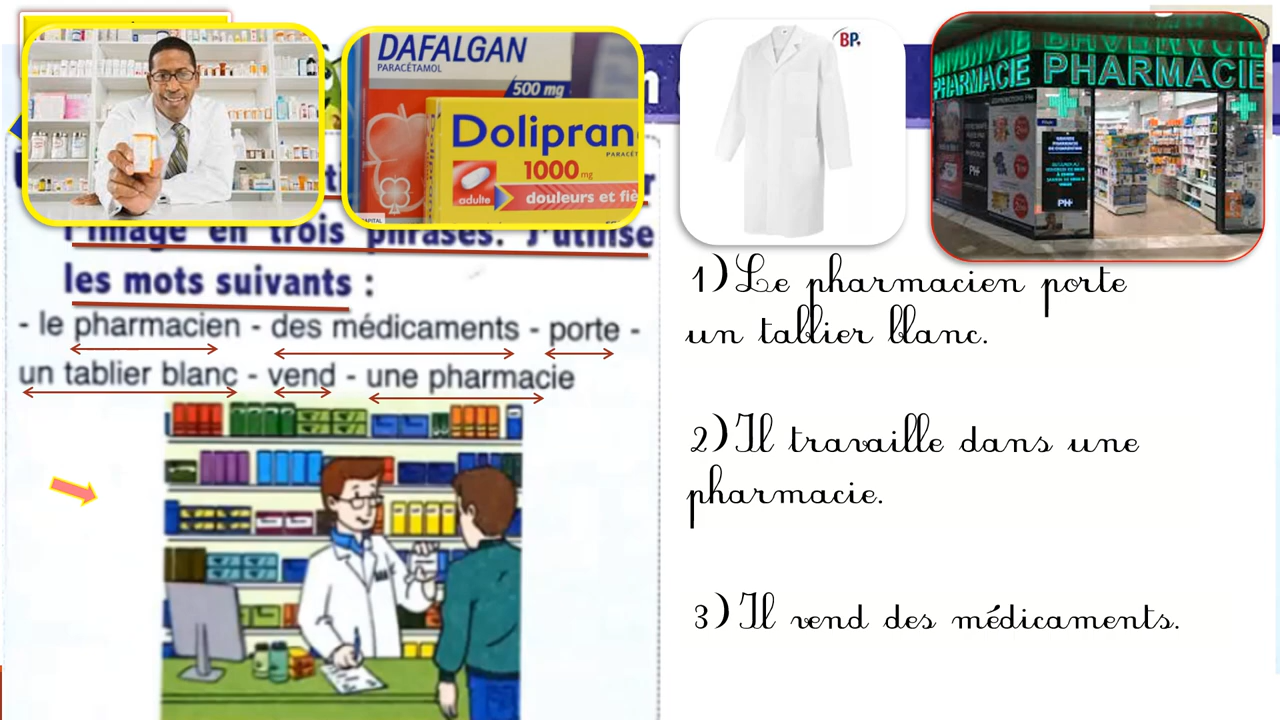 DAFALGAN
PARACÉTAMOL
500 mg
Dolipran
1000 mg
adulte
douleurs et fiè
BP
PHARMACIE
PHARMACIE
l'image en trois phrases. J'utilise
les mots suivants :
- le pharmacien - des médicaments - porte -
un tablier blanc - vend - une pharmacie
1) Le pharmacien porte
un tablier blanc.
2) Il travaille dans une
pharmacie.
3) Il vend des médicaments.